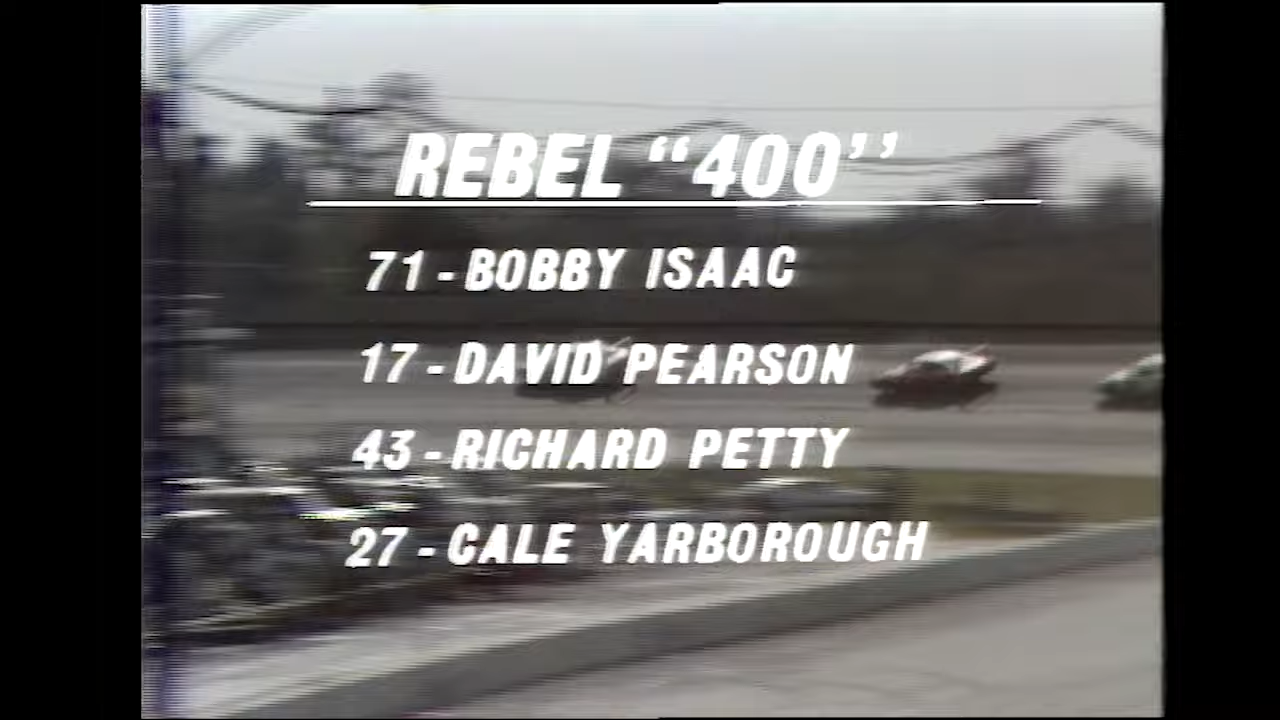 REBEL “400”
71-BOBBY ISAAC
17-DAVID PEARSON
43-RICHARD PETTY
27-CALE YARBOROUGH